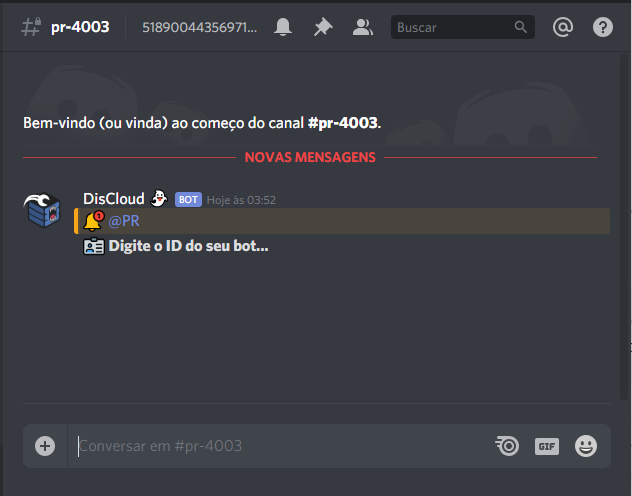 pr-4003
51890044356971...
Buscar
Bem-vindo (ou vinda) ao começo do canal #pr-4003.
NOVAS MENSAGENS
DisCloud BOT Hoje às 03:52
1 @PR
Digite o ID do seu bot...
Conversar em #pr-4003
GIF